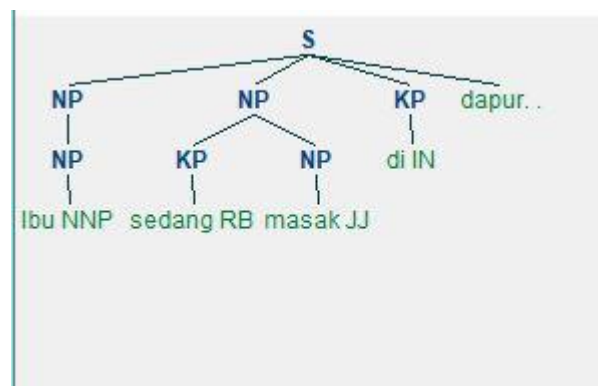 S
NP NP KP dapur. .
NP KP NP di IN
Ibu NNP sedang RB masak JJ